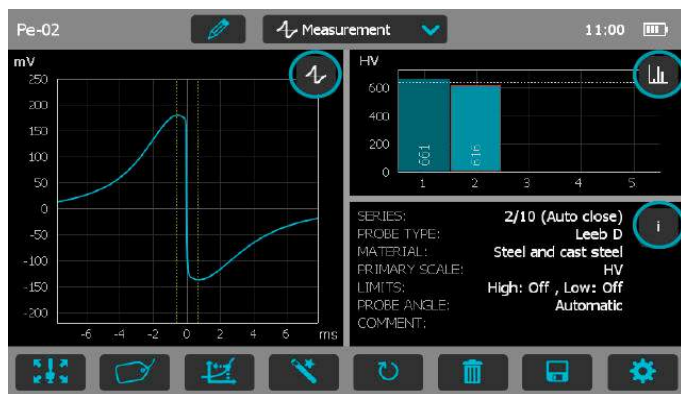 Pe-02
Measurement
11:00
mV
250
200
150
100
50
0
-50
-100
-150
-200
-6 -4 -2 0 2 4 6 ms
HV
600
400
200
0
661
616
1 2 3 4 5
SERIES: 2/10 (Auto close)
PROBE TYPE: Leeb D
MATERIAL: Steel and cast steel
PRIMARY SCALE: HV
LIMITS: High: Off , Low: Off
PROBE ANGLE: Automatic
COMMENT:
i